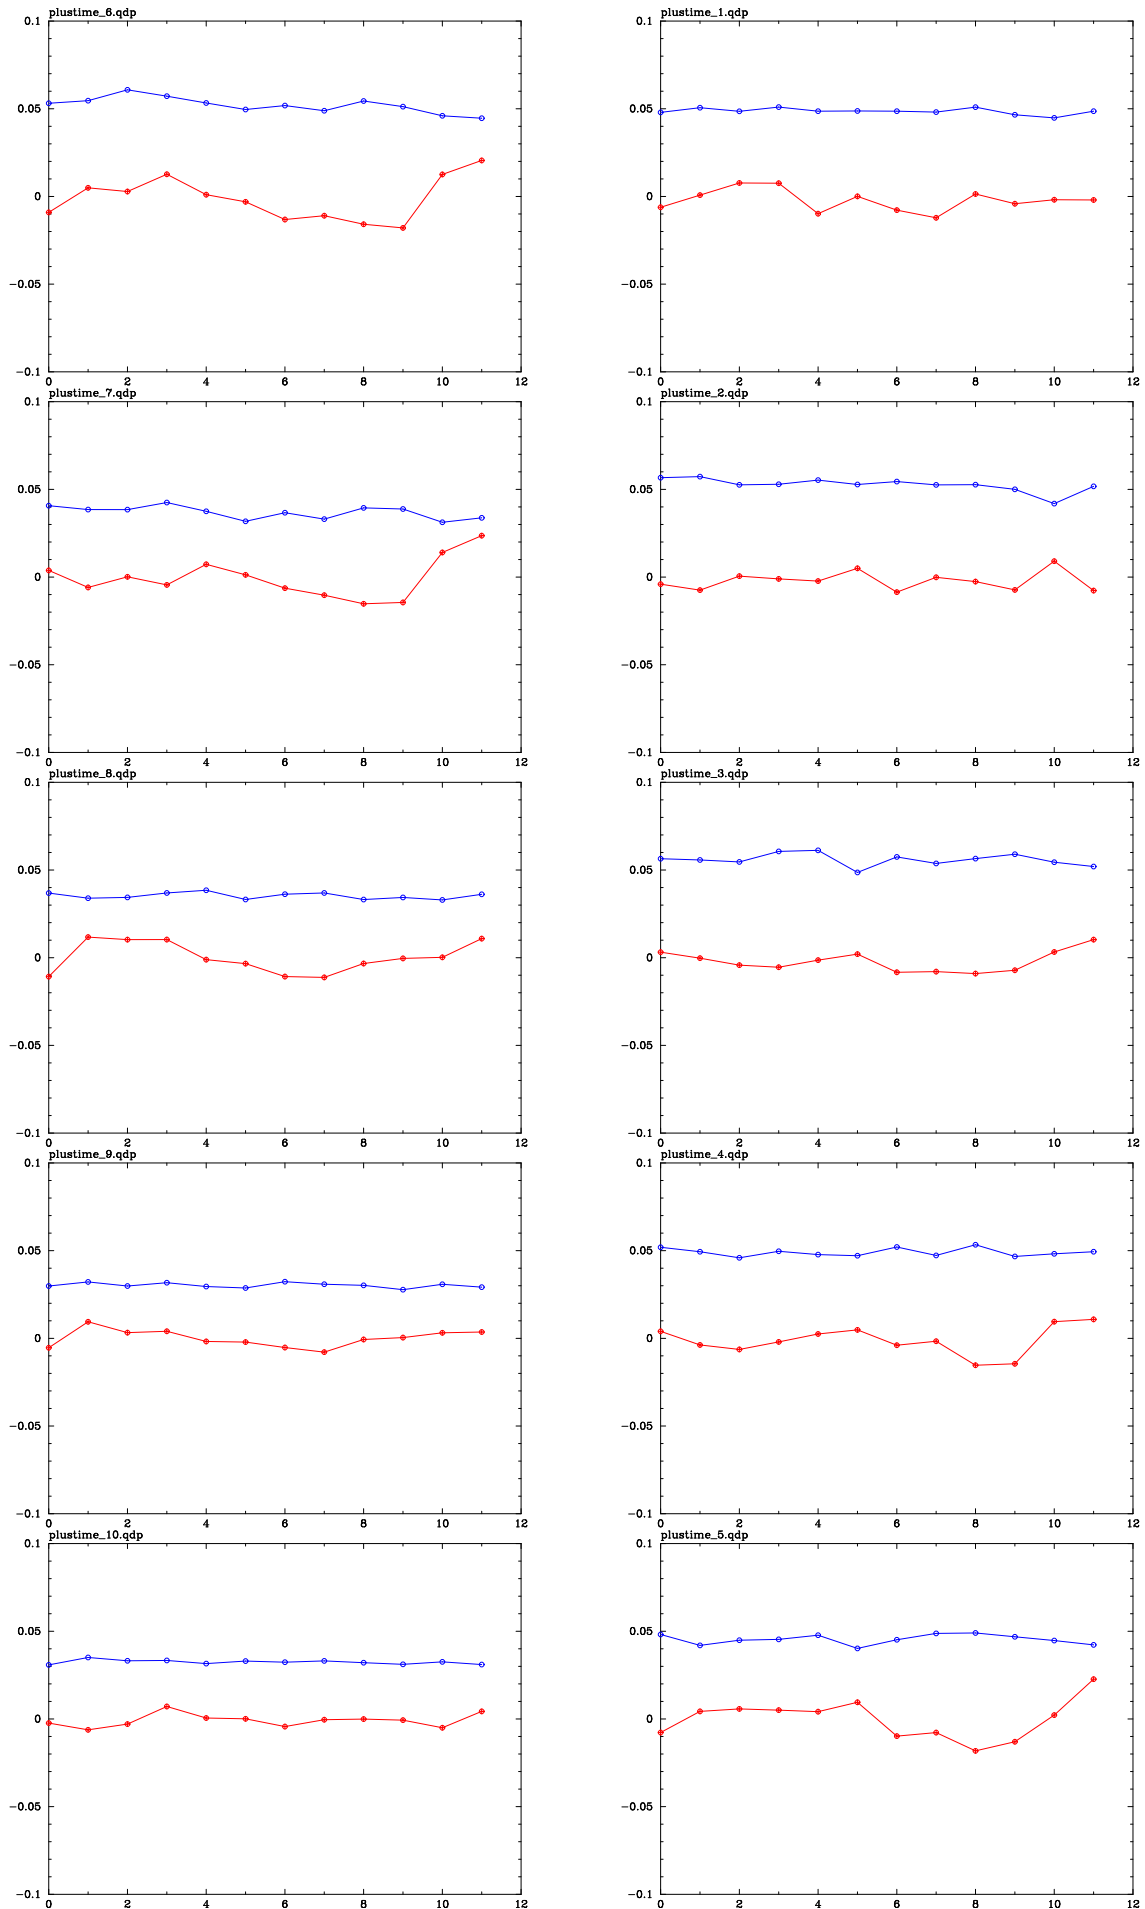 plustime_6.qdp plustime_1.qdp
0.1 0.1
0.05 0.05
0 0
−0.05 −0.05
−0.1 −0.1
0 2 4 6 8 10 12 0 2 4 6 8 10 12
plustime_7.qdp plustime_2.qdp
0.1 0.1
0.05 0.05
0 0
−0.05 −0.05
−0.1 −0.1
0 2 4 6 8 10 12 0 2 4 6 8 10 12
plustime_8.qdp plustime_3.qdp
0.1 0.1
0.05 0.05
0 0
−0.05 −0.05
−0.1 −0.1
0 2 4 6 8 10 12 0 2 4 6 8 10 12
plustime_9.qdp plustime_4.qdp
0.1 0.1
0.05 0.05
0 0
−0.05 −0.05
−0.1 −0.1
0 2 4 6 8 10 12 0 2 4 6 8 10 12
plustime_10.qdp plustime_5.qdp
0.1 0.1
0.05 0.05
0 0
−0.05 −0.05
−0.1 −0.1
0 2 4 6 8 10 12 0 2 4 6 8 10 12